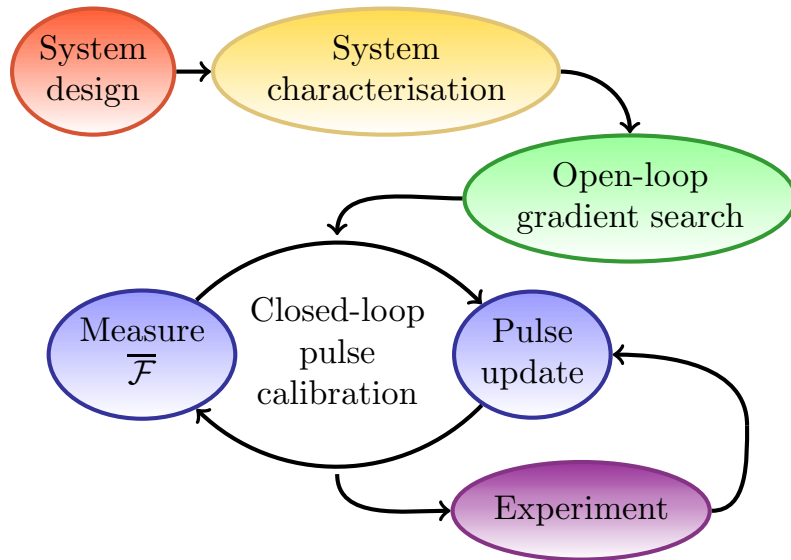 System
design
System
characterisation
Open-loop
gradient search
Measure
$\overline{\mathcal{F}}$
Closed-loop
pulse
calibration
Pulse
update
Experiment